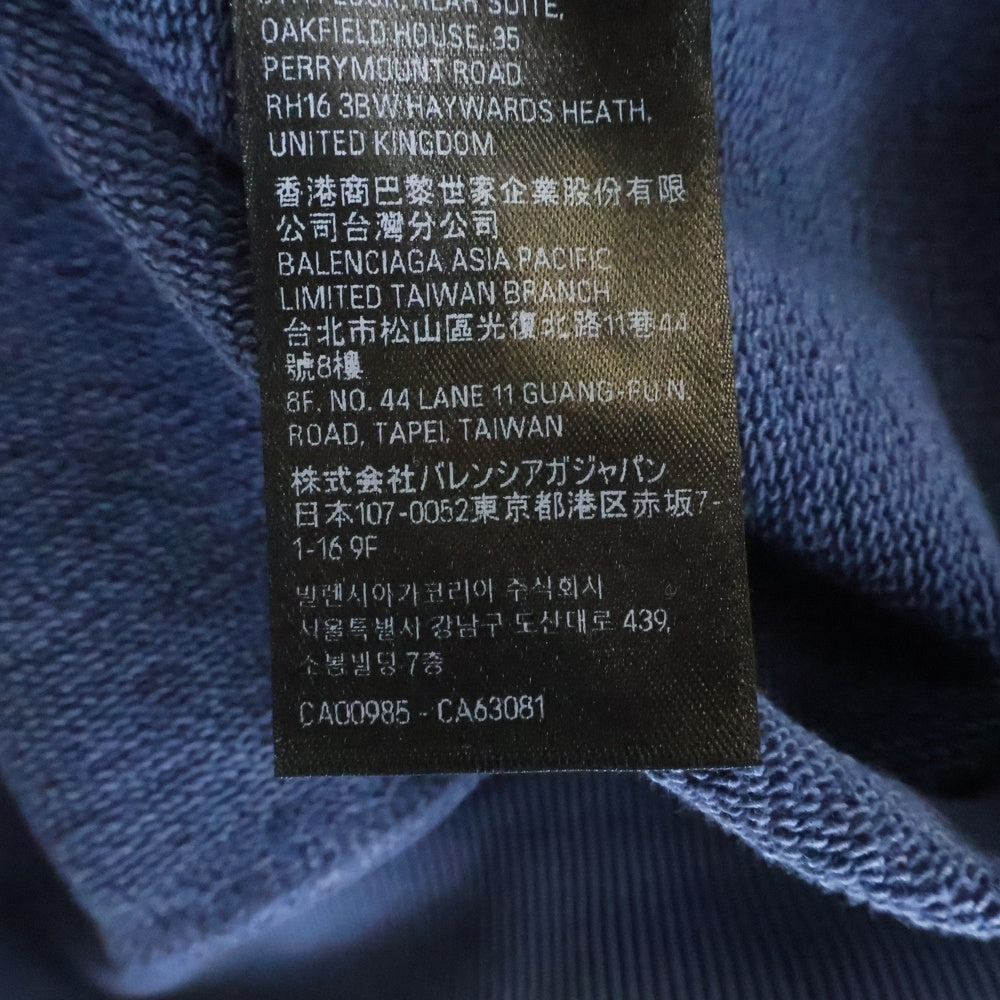 REAR SUITE,
OAKFIELD HOUSE, 35
PERRYMOUNT ROAD
RH16 3BW HAYWARDS HEATH,
UNITED KINGDOM
香港商巴黎世家企業股份有限
公司台灣分公司
BALENCIAGA ASIA PACIFIC
LIMITED TAIWAN BRANCH
台北市松山區光復北路11巷44
號8樓
8F. NO. 44 LANE 11 GUANG-FU N.
ROAD, TAPEI, TAIWAN
株式会社バレンシアガジャパン
日本107-0052東京都港区赤坂7-
1-16 9F
발렌시아가코리아 주식회사
서울특별시 강남구 도산대로 439,
소봄빌딩 7층
CA00985 - CA63081